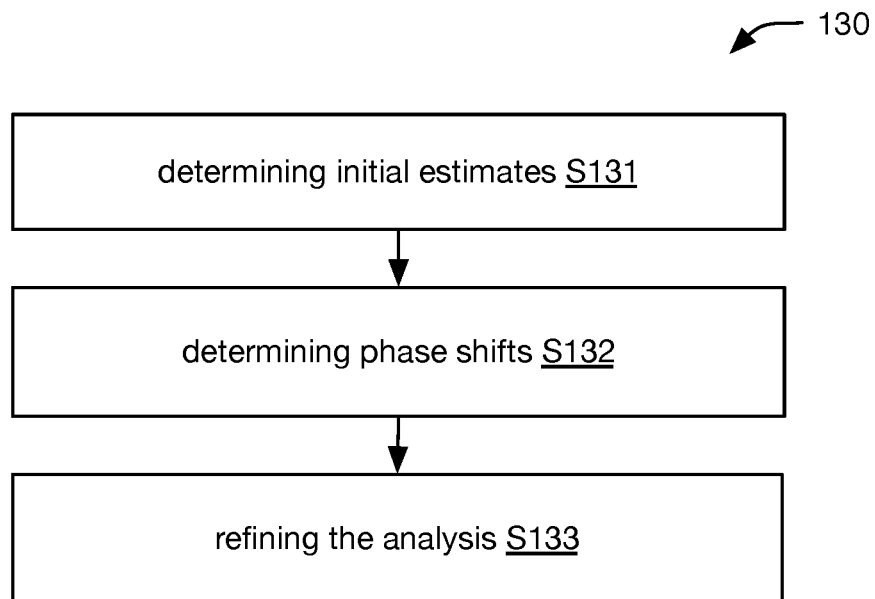 130
determining initial estimates S131
determining phase shifts S132
refining the analysis S133